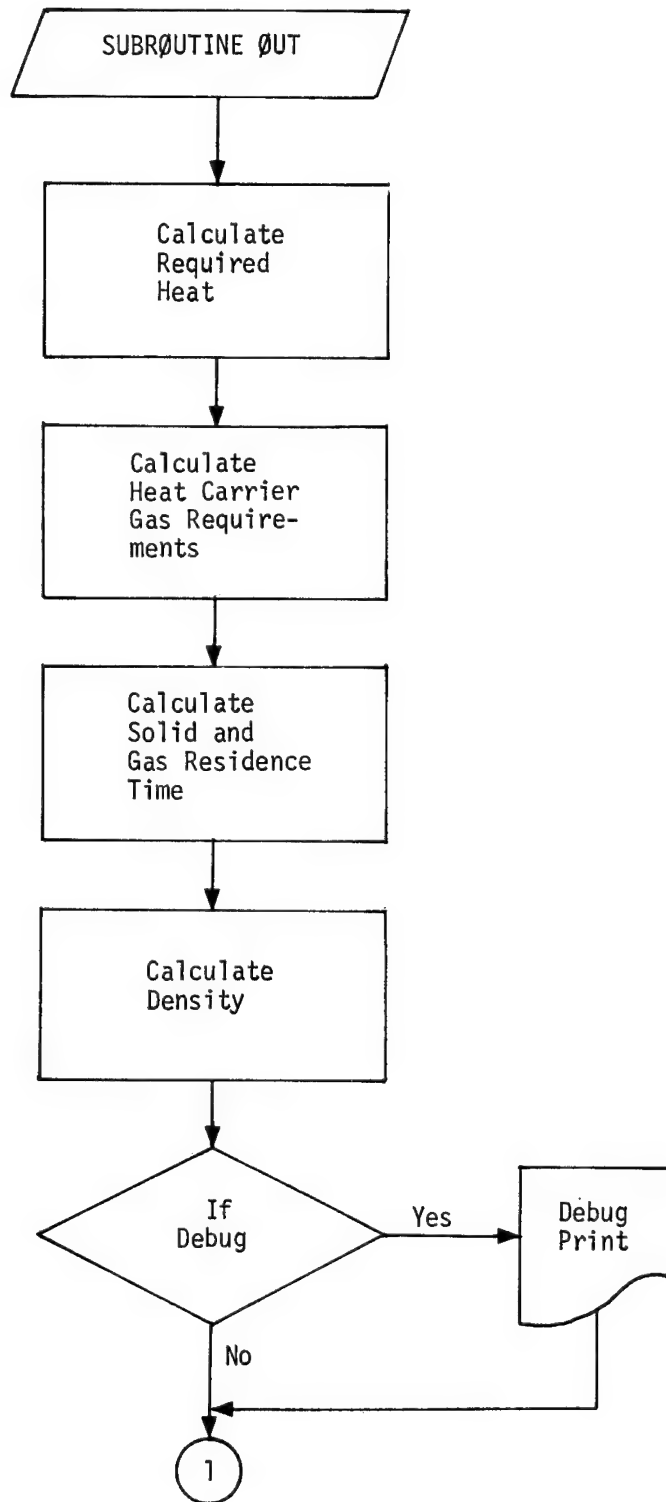 SUBRØUTINE ØUT
Calculate
Required
Heat
Calculate
Heat Carrier
Gas Require-
ments
Calculate
Solid and
Gas Residence
Time
Calculate
Density
If
Debug
Yes
Debug
Print
No
1